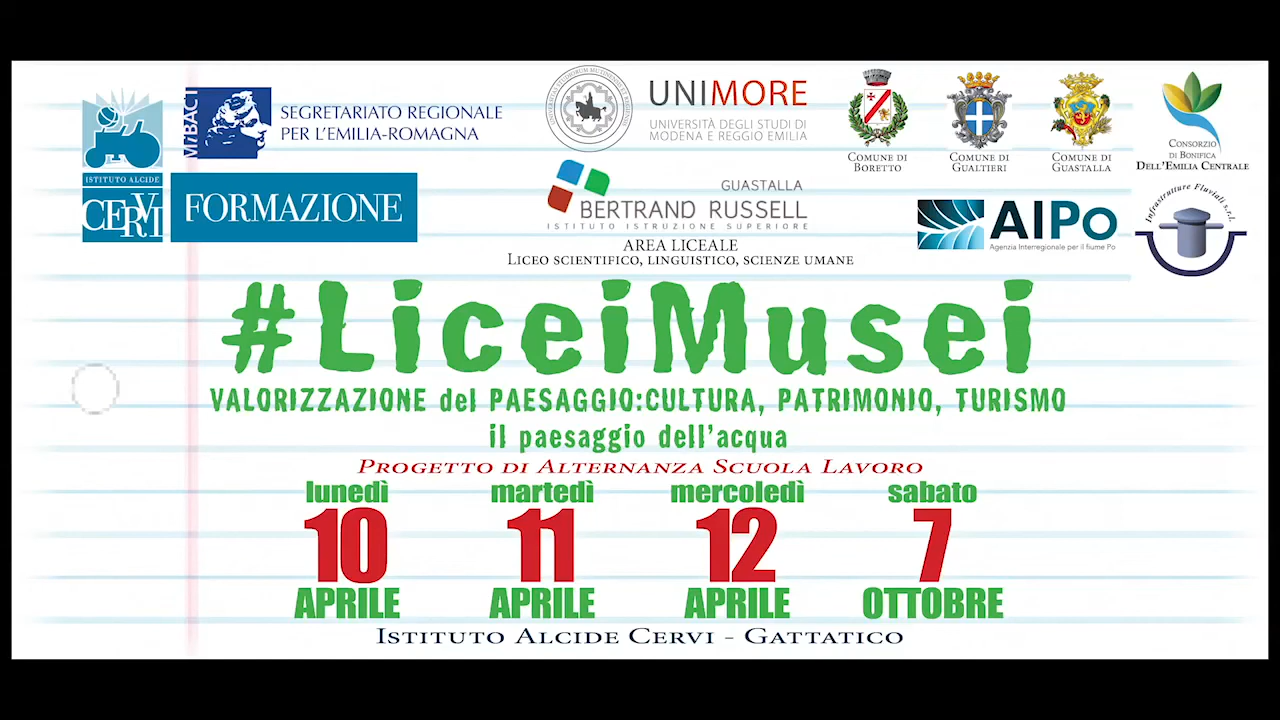 MBACT
SEGRETARIATO REGIONALE
PER L'EMILIA-ROMAGNA
ISTITUTO ALCIDE
CERVI
FORMAZIONE
UNIMORE
UNIVERSITÀ DEGLI STUDI DI
MODENA E REGGIO EMILIA
GUASTALLA
BERTRAND RUSSELL
ISTITUTO ISTRUZIONE SUPERIORE
AREA LICEALE
LICEO SCIENTIFICO, LINGUISTICO, SCIENZE UMANE
COMUNE DI
BORETTO
COMUNE DI
GUALTIERI
COMUNE DI
GUASTALLA
CONSORZIO
DI BONIFICA
DELL'EMILIA CENTRALE
AIPo
Agenzia Interregionale per il fiume Po
Infrastrutture Fluviali s.r.l.
#LiceiMusei
VALORIZZAZIONE del PAESAGGIO:CULTURA, PATRIMONIO, TURISMO
il paesaggio dell'acqua
PROGETTO DI ALTERNANZA SCUOLA LAVORO
lunedì martedì mercoledì sabato
10 11 12 7
APRILE APRILE APRILE OTTOBRE
ISTITUTO ALCIDE CERVI - GATTATICO